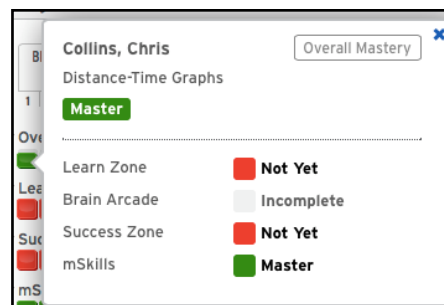 Collins, Chris
Overall Mastery
Distance-Time Graphs
Master
Learn Zone Not Yet
Brain Arcade Incomplete
Success Zone Not Yet
mSkills Master
1